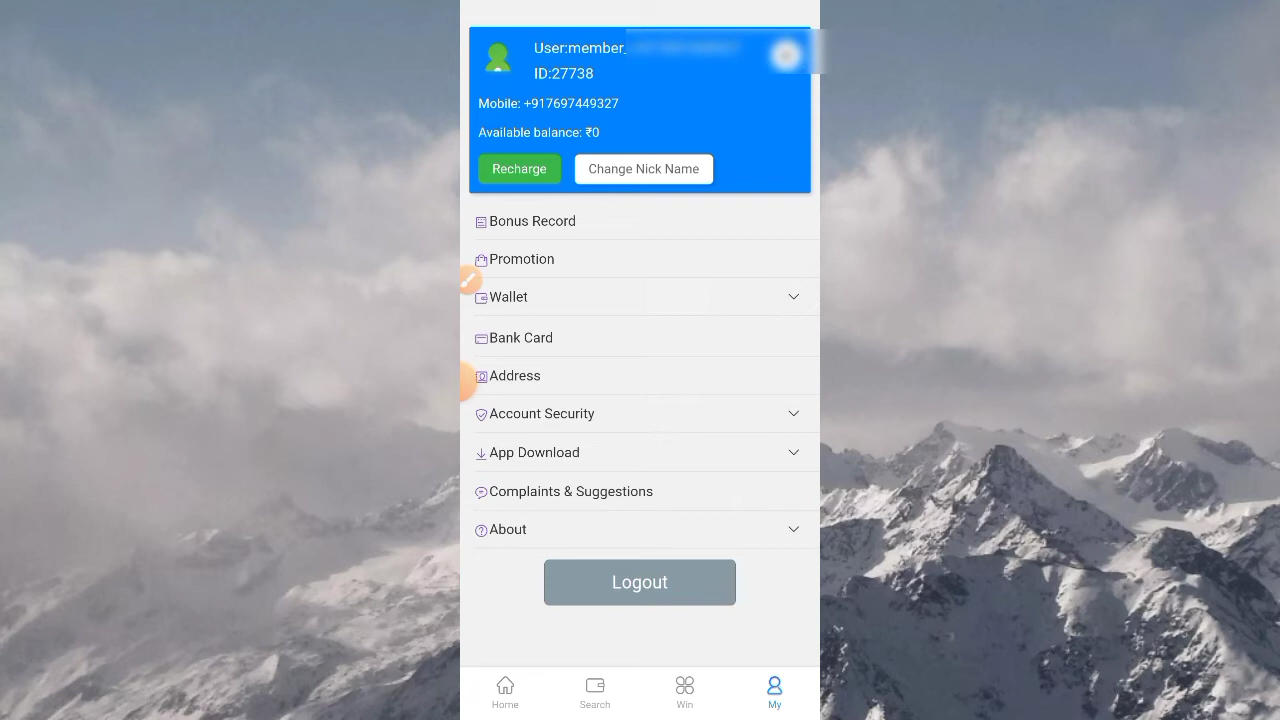 User:member_
ID:27738
Mobile: +917697449327
Available balance: ₹0
Recharge
Change Nick Name
Bonus Record
Promotion
Wallet
Bank Card
Address
Account Security
App Download
Complaints & Suggestions
About
Logout
Home
Search
Win
My